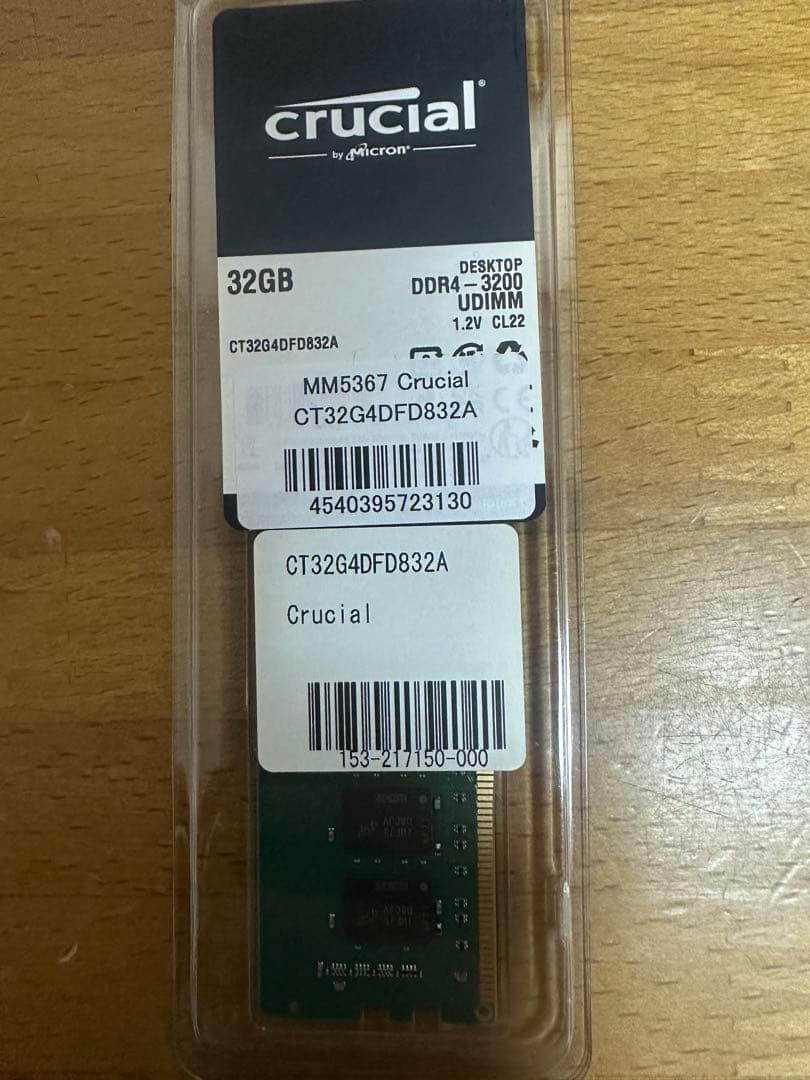 crucial®
by Micron®
32GB
DESKTOP
DDR4-3200
UDIMM
1.2V CL22
CT32G4DFD832A
MM5367 Crucial
CT32G4DFD832A
4540395723130
CT32G4DFD832A
Crucial
153-217150-000